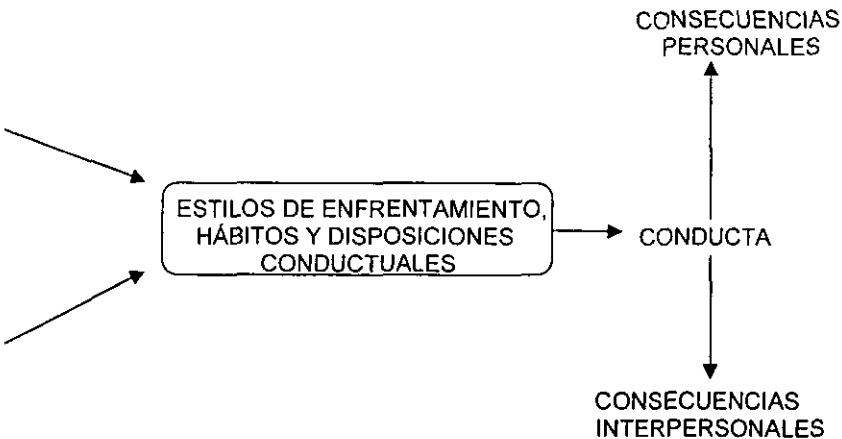 CONSECUENCIAS
PERSONALES
ESTILOS DE ENFRENTAMIENTO,
HÁBITOS Y DISPOSICIONES
CONDUCTUALES
CONDUCTA
CONSECUENCIAS
INTERPERSONALES